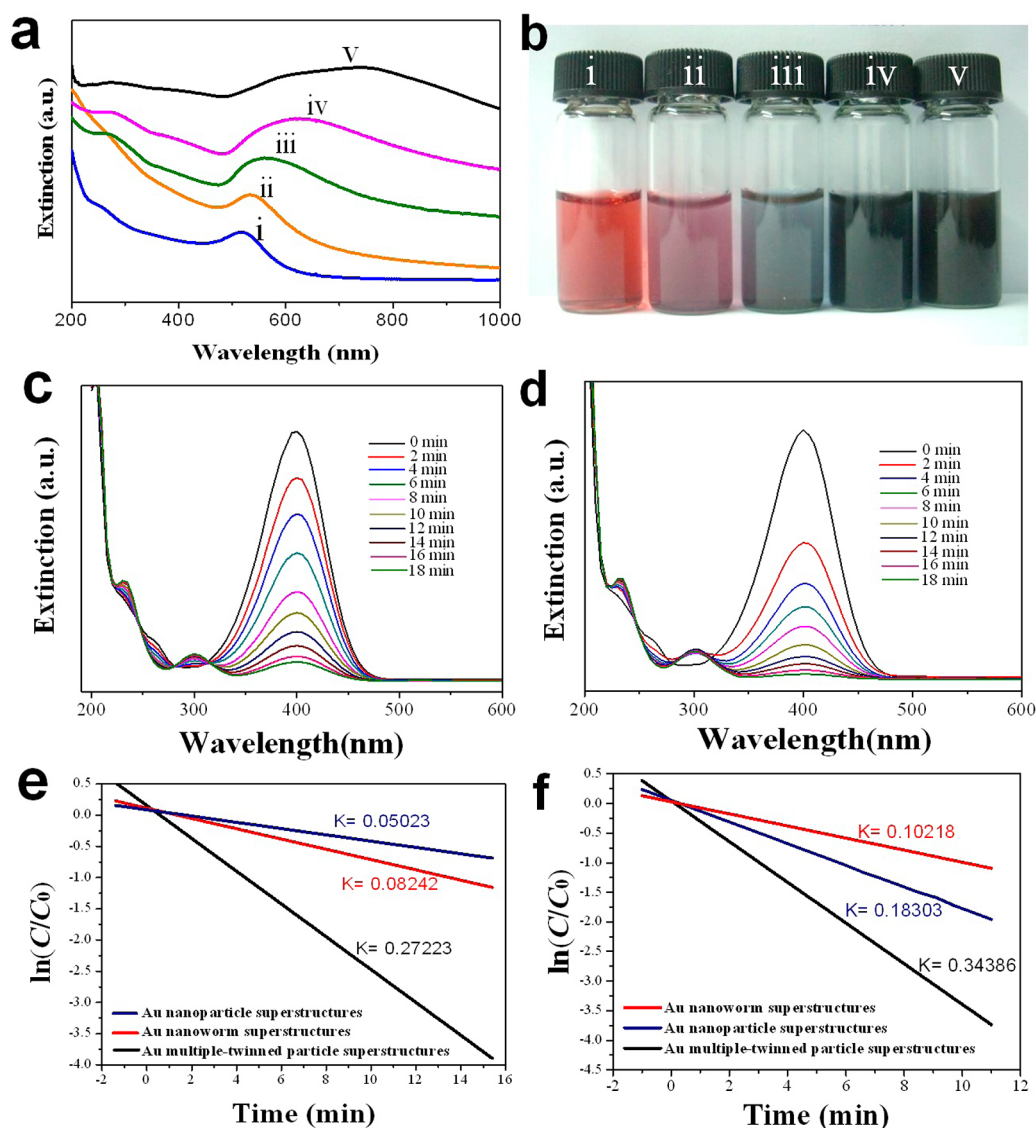 a
v
iv
iii
ii
i
Extinction (a.u.)
200 400 600 800 1000
Wavelength (nm)
b
i ii iii iv v
c
0 min
2 min
4 min
6 min
8 min
10 min
12 min
14 min
16 min
18 min
Extinction (a.u.)
200 300 400 500 600
Wavelength(nm)
d
0 min
2 min
4 min
6 min
8 min
10 min
12 min
14 min
16 min
18 min
Extinction (a.u.)
200 300 400 500 600
Wavelength(nm)
e
0.5
0.0
-0.5
-1.0
-1.5
-2.0
-2.5
-3.0
-3.5
-4.0
ln(C/C0)
K= 0.05023
K= 0.08242
K= 0.27223
Au nanoparticle superstructures
Au nanoworm superstructures
Au multiple-twinned particle superstructures
-2 0 2 4 6 8 10 12 14 16
Time (min)
f
0.5
0.0
-0.5
-1.0
-1.5
-2.0
-2.5
-3.0
-3.5
-4.0
-4.5
ln(C/C0)
K= 0.10218
K= 0.18303
K= 0.34386
Au nanoworm superstructures
Au nanoparticle superstructures
Au multiple-twinned particle superstructures
-2 0 2 4 6 8 10 12
Time (min)